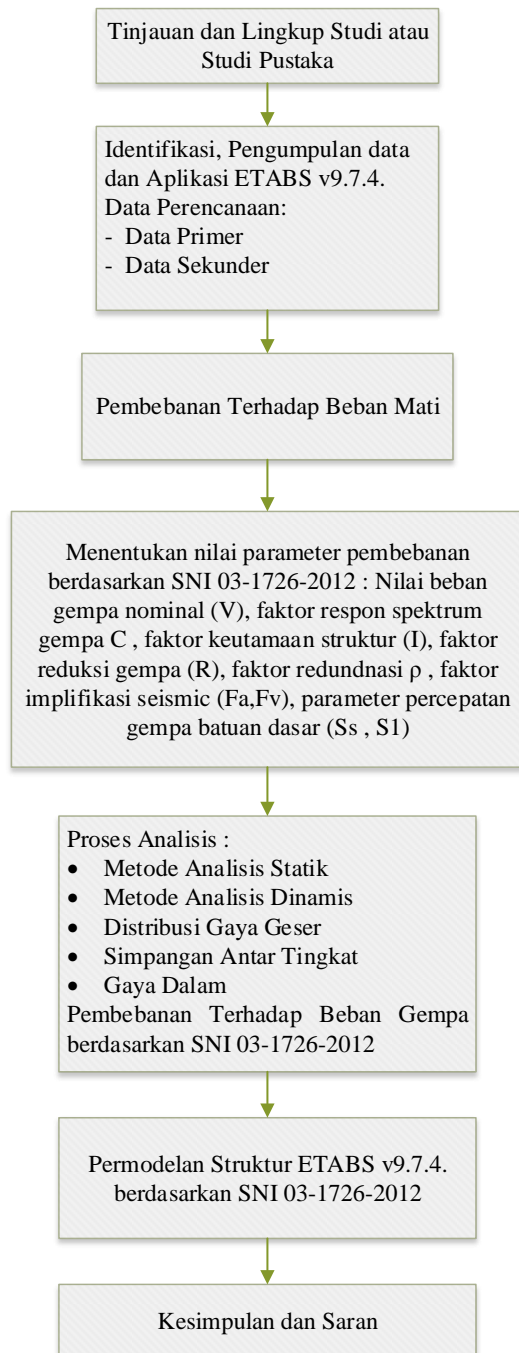 Tinjauan dan Lingkup Studi atau
Studi Pustaka
Identifikasi, Pengumpulan data
dan Aplikasi ETABS v9.7.4.
Data Perencanaan:
- Data Primer
- Data Sekunder
Pembebanan Terhadap Beban Mati
Menentukan nilai parameter pembebanan
berdasarkan SNI 03-1726-2012 : Nilai beban
gempa nominal (V), faktor respon spektrum
gempa C , faktor keutamaan struktur (I), faktor
reduksi gempa (R), faktor redundnasi ρ , faktor
implifikasi seismic (Fa,Fv), parameter percepatan
gempa batuan dasar (Ss , S1)
Proses Analisis :
• Metode Analisis Statik
• Metode Analisis Dinamis
• Distribusi Gaya Geser
• Simpangan Antar Tingkat
• Gaya Dalam
Pembebanan Terhadap Beban Gempa
berdasarkan SNI 03-1726-2012
Permodelan Struktur ETABS v9.7.4.
berdasarkan SNI 03-1726-2012
Kesimpulan dan Saran